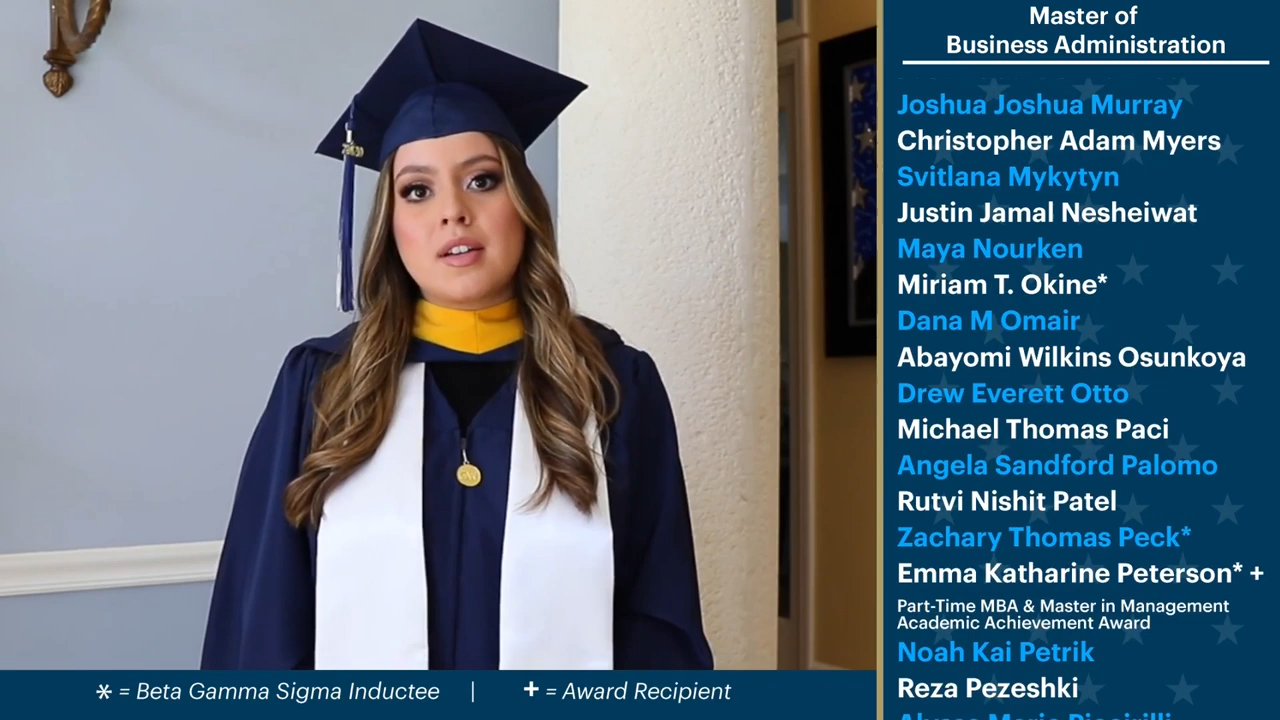 Master of
Business Administration
Joshua Joshua Murray
Christopher Adam Myers
Svitlana Mykytyn
Justin Jamal Nesheiwat
Maya Nourken
Miriam T. Okine*
Dana M Omair
Abayomi Wilkins Osunkoya
Drew Everett Otto
Michael Thomas Paci
Angela Sandford Palomo
Rutvi Nishit Patel
Zachary Thomas Peck*
Emma Katharine Peterson* +
Part-Time MBA & Master in Management
Academic Achievement Award
Noah Kai Petrik
Reza Pezeshki
* = Beta Gamma Sigma Inductee | + = Award Recipient